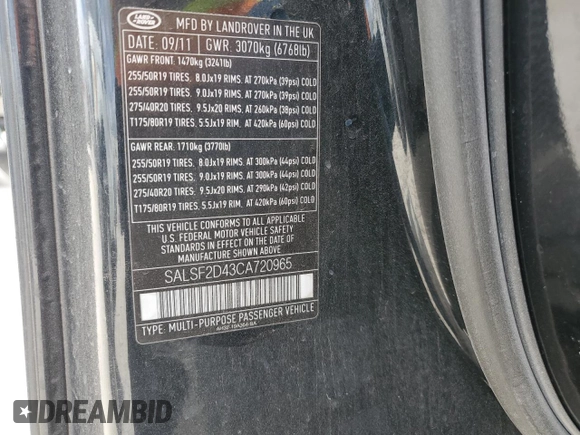 LAND
ROVER
MFD BY LANDROVER IN THE UK
DATE: 09/11 GWR: 3070kg (6768lb)
GAWR FRONT: 1470kg (3241lb)
255/50R19 TIRES. 8.0Jx19 RIMS. AT 270kPa (39psi) COLD
255/50R19 TIRES. 9.0Jx19 RIMS. AT 270kPa (39psi) COLD
275/40R20 TIRES. 9.5Jx20 RIMS. AT 260kPa (38psi) COLD
T175/80R19 TIRES. 5.5Jx19 RIM. AT 420kPa (60psi) COLD
GAWR REAR: 1710kg (3770lb)
255/50R19 TIRES. 8.0Jx19 RIMS. AT 300kPa (44psi) COLD
255/50R19 TIRES. 9.0Jx19 RIMS. AT 300kPa (44psi) COLD
275/40R20 TIRES. 9.5Jx20 RIMS. AT 290kPa (42psi) COLD
T175/80R19 TIRES. 5.5Jx19 RIM. AT 420kPa (60psi) COLD
THIS VEHICLE CONFORMS TO ALL APPLICABLE
U.S. FEDERAL MOTOR VEHICLE SAFETY
STANDARDS IN EFFECT ON THE DATE OF
MANUFACTURE SHOWN ABOVE
SALSF2D43CA720965
TYPE: MULTI-PURPOSE PASSENGER VEHICLE
DREAMBID